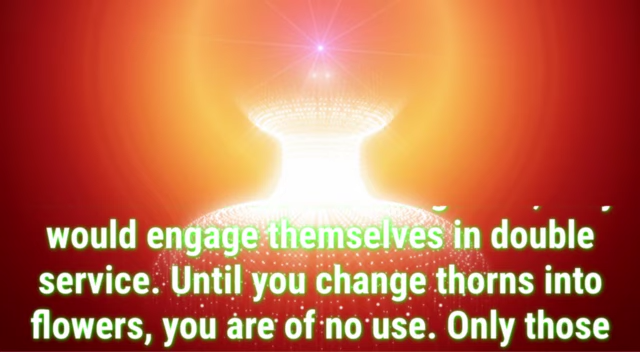 would engage themselves in double
service. Until you change thorns into
flowers, you are of no use. Only those